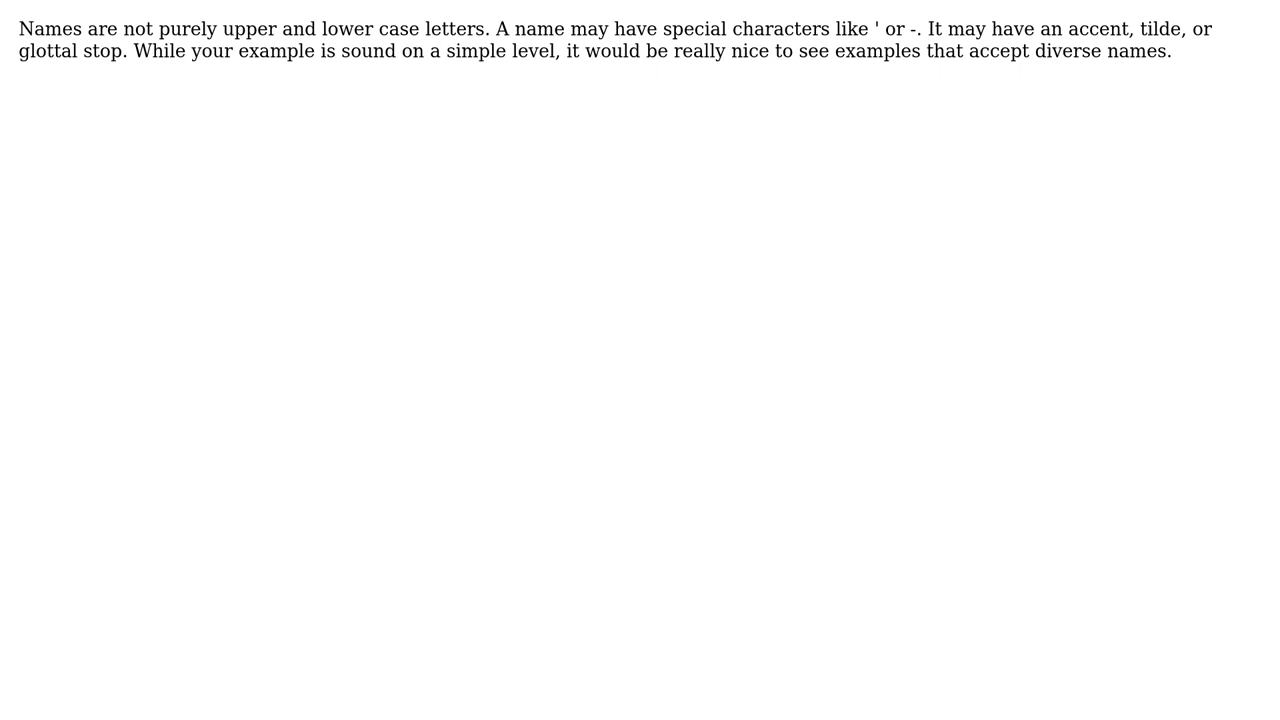 Names are not purely upper and lower case letters. A name may have special characters like ' or -. It may have an accent, tilde, or
glottal stop. While your example is sound on a simple level, it would be really nice to see examples that accept diverse names.